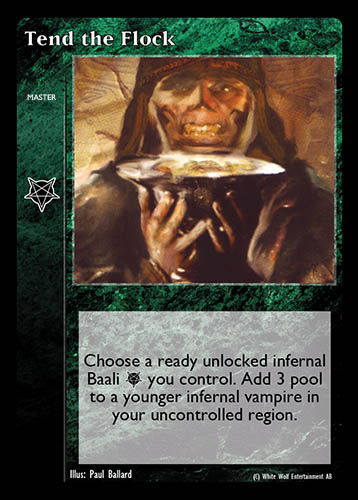 Tend the Flock
MASTER
Choose a ready unlocked infernal
Baali you control. Add 3 pool
to a younger infernal vampire in
your uncontrolled region.
Illus: Paul Ballard
(C) White Wolf Entertainment AB